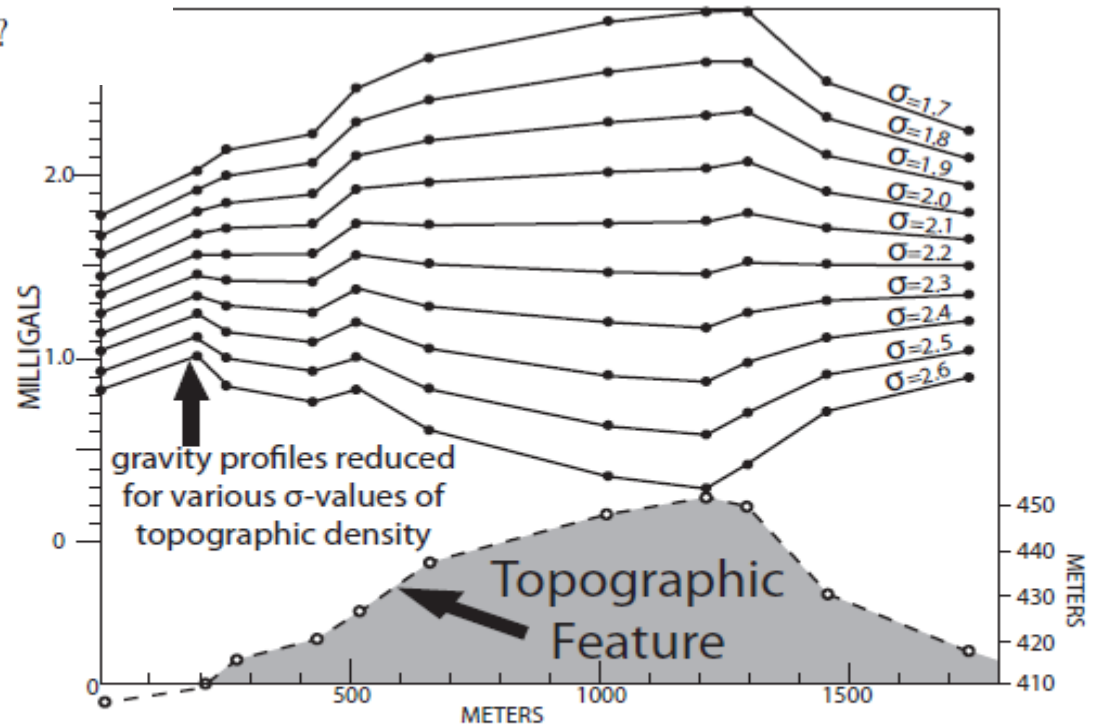 ?
2.0
1.0
0
MILLIGALS
σ=1.7
σ=1.8
σ=1.9
σ=2.0
σ=2.1
σ=2.2
σ=2.3
σ=2.4
σ=2.5
σ=2.6
gravity profiles reduced
for various σ-values of
topographic density
Topographic
Feature
450
440
430
420
410
METERS
0
500
1000
1500
METERS